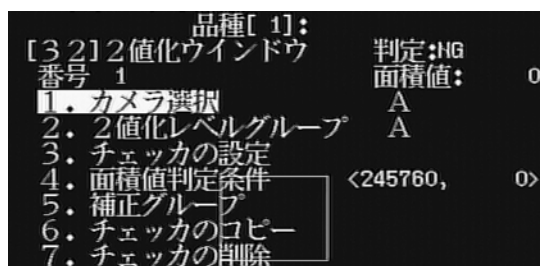 品種[ 1]:
[32]2値化ウインドウ 判定:NG
番号 1 面積値: 0
1. カメラ選択 A
2. 2値化レベルグループ A
3. チェッカの設定
4. 面積値判定条件 <245760, 0>
5. 補正グループ
6. チェッカのコピー
7. チェッカの削除